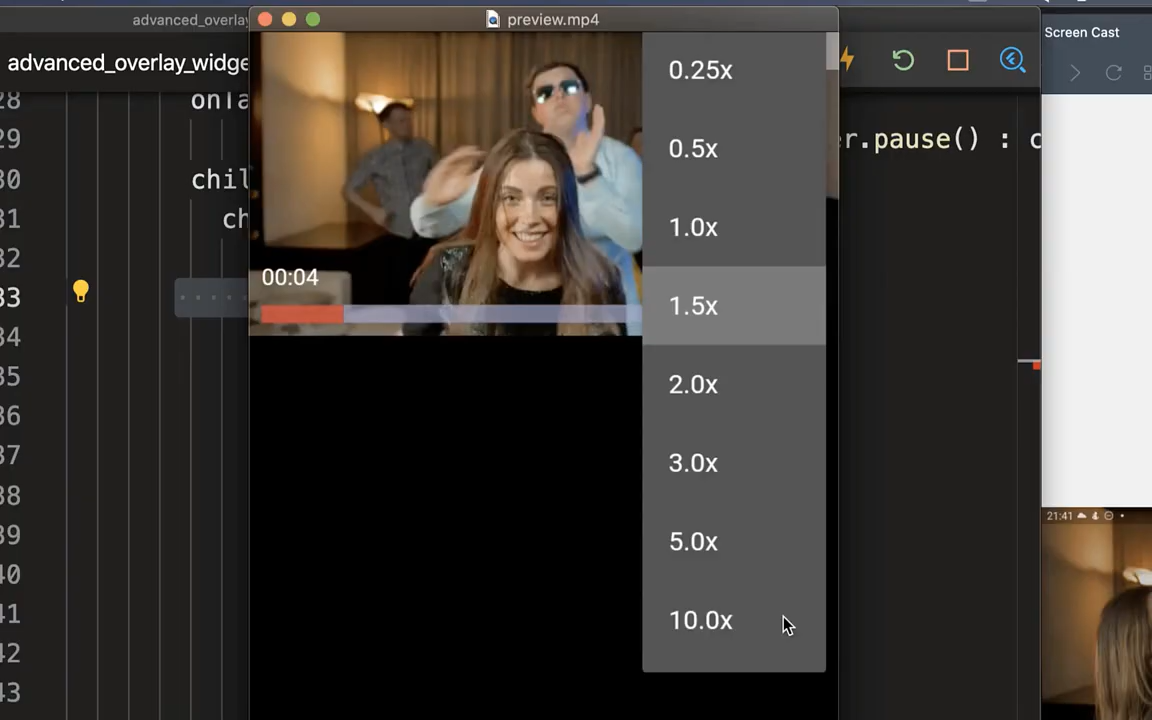 advanced_overlay
preview.mp4
Screen Cast
advanced_overlay_widge
28 onTa
29 er.pause() : c
30 chil
31 ch
32
33
34
35
36
37
38
39
40
41
42
43
00:04
0.25x
0.5x
1.0x
1.5x
2.0x
3.0x
5.0x
10.0x
21:41